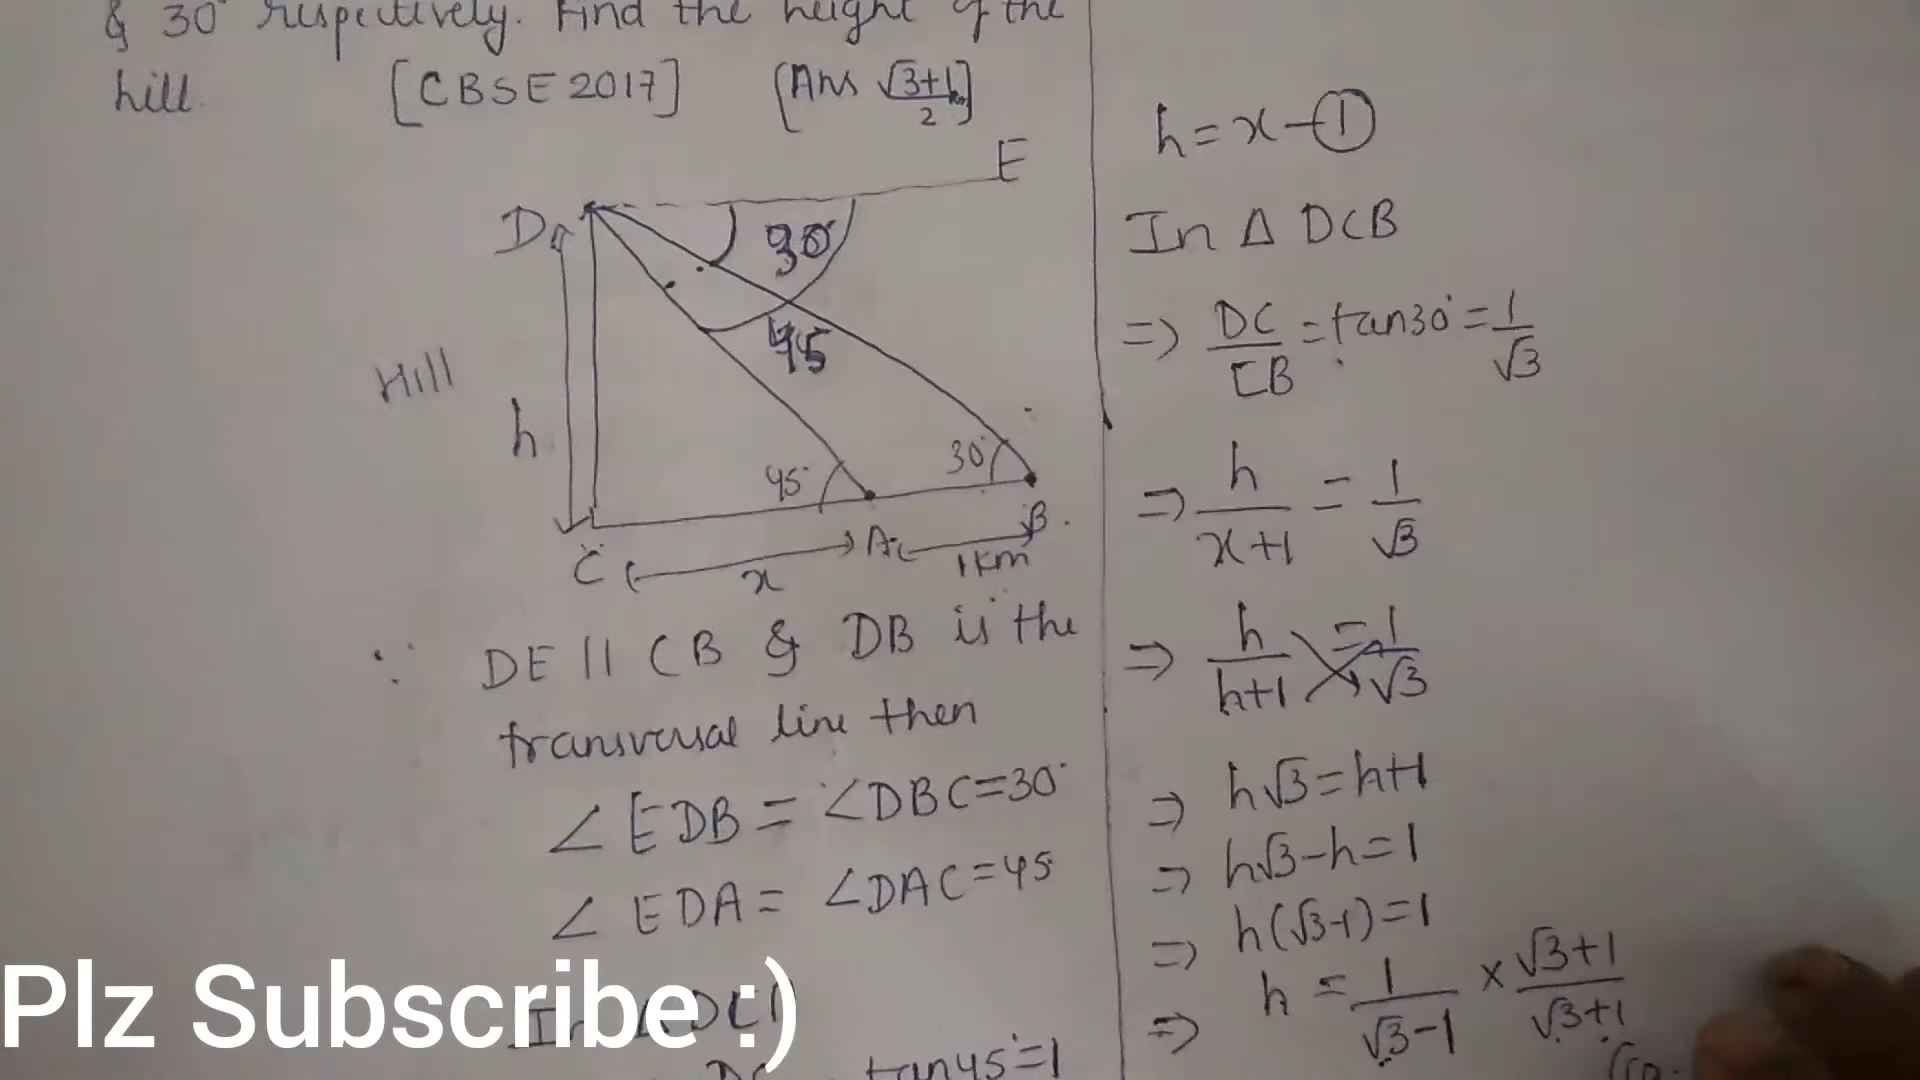 & 30° respectively. Find the height of the
hill. [CBSE 2017] [Ans √3+1/2 km]
E
D
30°
45
Hill
h
45°
30°
C
x
A
1km
B
∵ DE || CB & DB is the
transversal line then
∠EDB = ∠DBC=30°
∠EDA = ∠DAC=45
In Δ DC
tan45°=1
h=x-①
In Δ DCB
=> DC/CB = tan30° = 1/√3
=> h/x+1 = 1/√3
=> h/h+1 = 1/√3
=> h√3=h+1
=> h√3-h=1
=> h(√3-1)=1
=> h = 1/√3-1 × √3+1/√3+1
Plz Subscribe :)